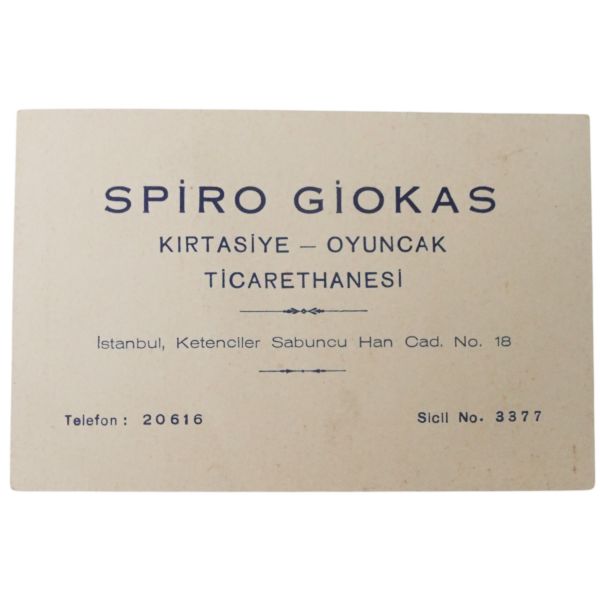 SPİRO GİOKAS
KIRTASİYE — OYUNCAK
TİCARETHANESİ
İstanbul, Ketenciler Sabuncu Han Cad. No. 18
Telefon : 20616
Sicil No. 3377